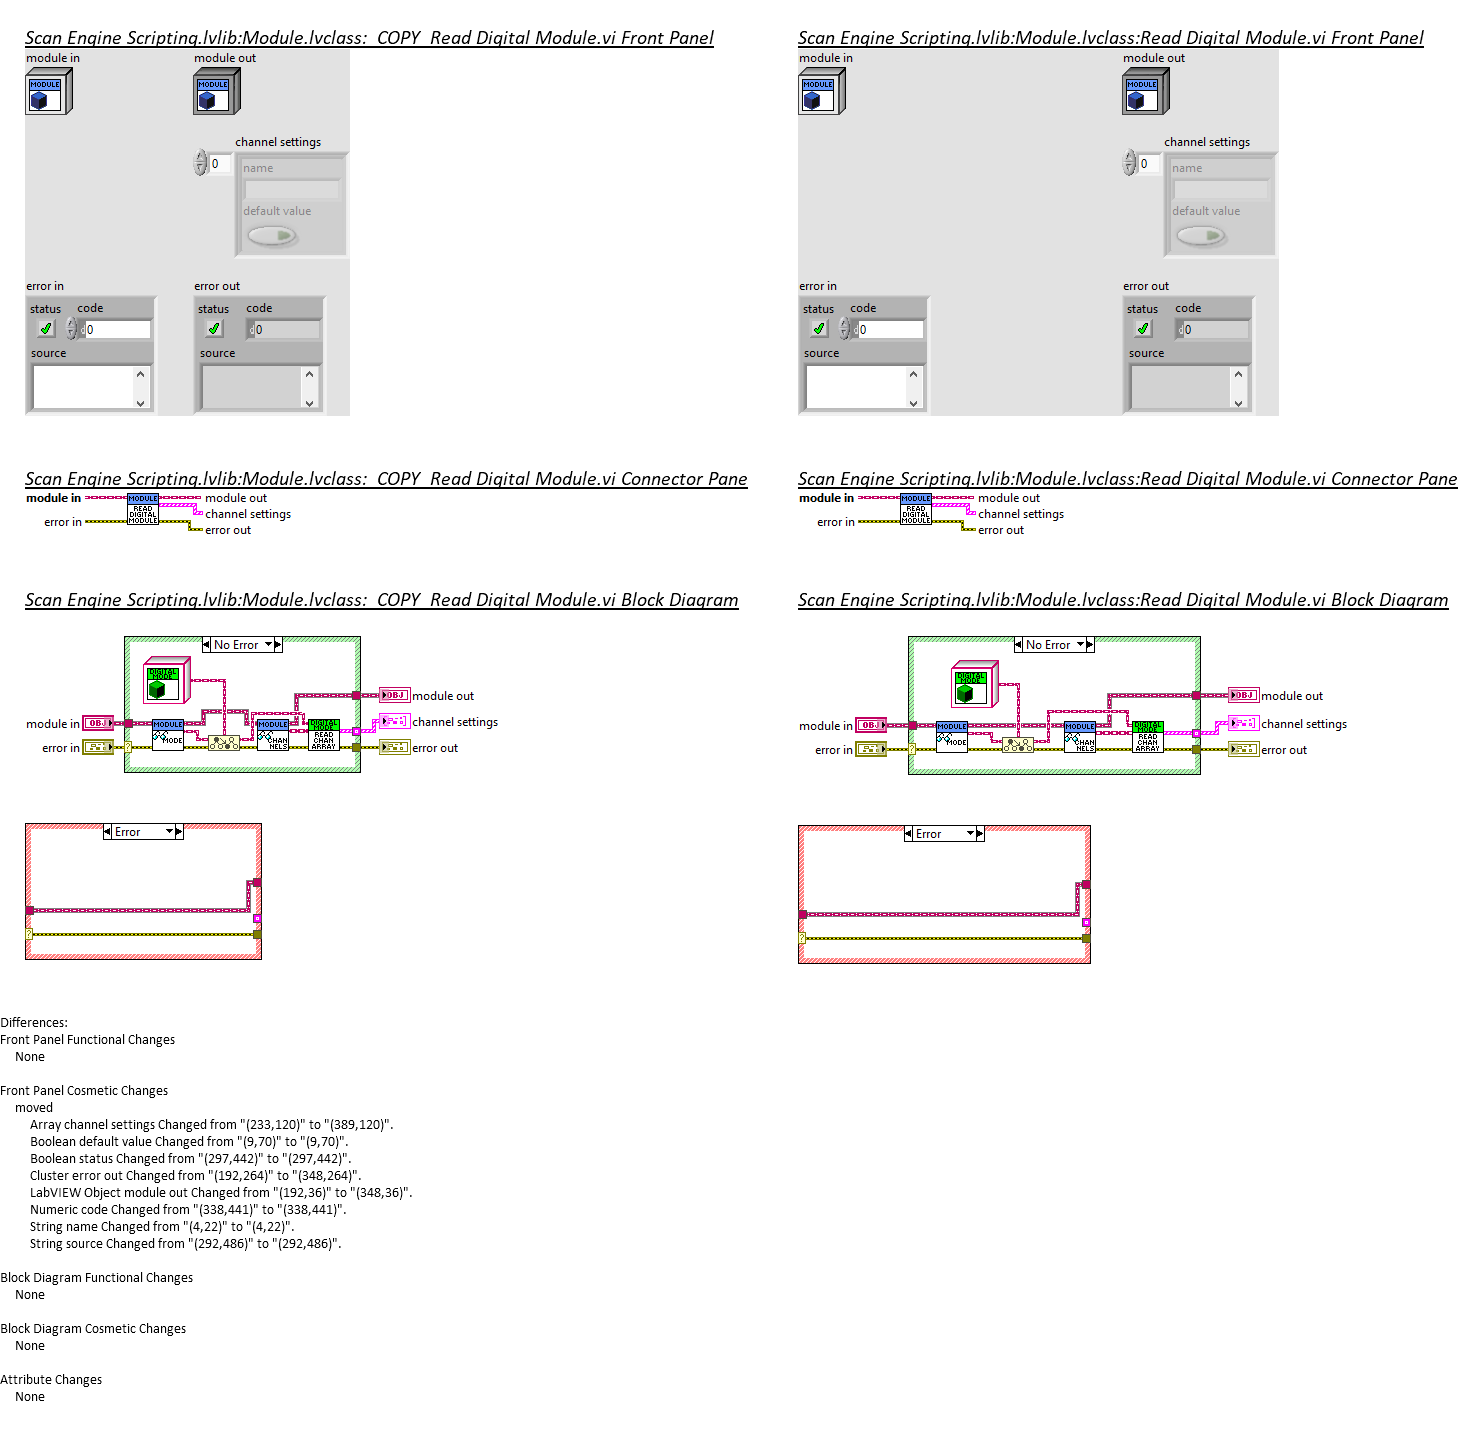 Scan Engine Scripting.lvlib:Module.lvclass:  COPY  Read Digital Module.vi Front Panel
module in
module out
MODULE
MODULE
channel settings
0
name
default value
error in
error out
status
code
status
code
0
0
source
source
Scan Engine Scripting.lvlib:Module.lvclass:Read Digital Module.vi Front Panel
module in
module out
MODULE
MODULE
channel settings
0
name
default value
error in
error out
status
code
status
code
0
0
source
source
Scan Engine Scripting.lvlib:Module.lvclass:  COPY  Read Digital Module.vi Connector Pane
module in
MODULE
READ
DIGITAL
MODULE
module out
channel settings
error in
error out
Scan Engine Scripting.lvlib:Module.lvclass:Read Digital Module.vi Connector Pane
module in
MODULE
READ
DIGITAL
MODULE
module out
channel settings
error in
error out
Scan Engine Scripting.lvlib:Module.lvclass:  COPY  Read Digital Module.vi Block Diagram
No Error
DIGITAL
MODE
module in
OBJ
error in
MODULE
MODE
MODULE
CHANNELS
DIGITAL
MODE
READ
CHAN
ARRAY
OBJ
module out
channel settings
error out
?
Error
?
Scan Engine Scripting.lvlib:Module.lvclass:Read Digital Module.vi Block Diagram
No Error
DIGITAL
MODE
module in
OBJ
error in
MODULE
MODE
MODULE
CHANNELS
DIGITAL
MODE
READ
CHAN
ARRAY
OBJ
module out
channel settings
error out
?
Error
?
Differences:
Front Panel Functional Changes
None
Front Panel Cosmetic Changes
moved
Array channel settings Changed from "(233,120)" to "(389,120)".
Boolean default value Changed from "(9,70)" to "(9,70)".
Boolean status Changed from "(297,442)" to "(297,442)".
Cluster error out Changed from "(192,264)" to "(348,264)".
LabVIEW Object module out Changed from "(192,36)" to "(348,36)".
Numeric code Changed from "(338,441)" to "(338,441)".
String name Changed from "(4,22)" to "(4,22)".
String source Changed from "(292,486)" to "(292,486)".
Block Diagram Functional Changes
None
Block Diagram Cosmetic Changes
None
Attribute Changes
None